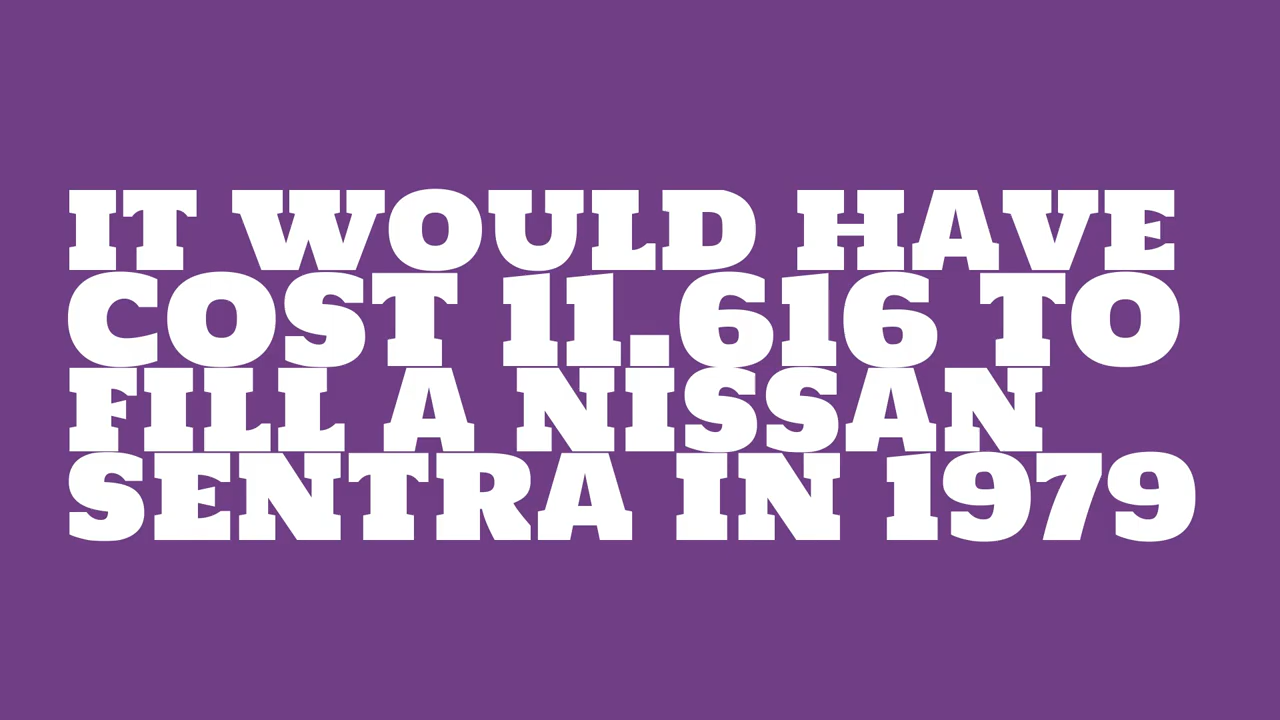 IT WOULD HAVE
COST 11.616 TO
FILL A NISSAN
SENTRA IN 1979